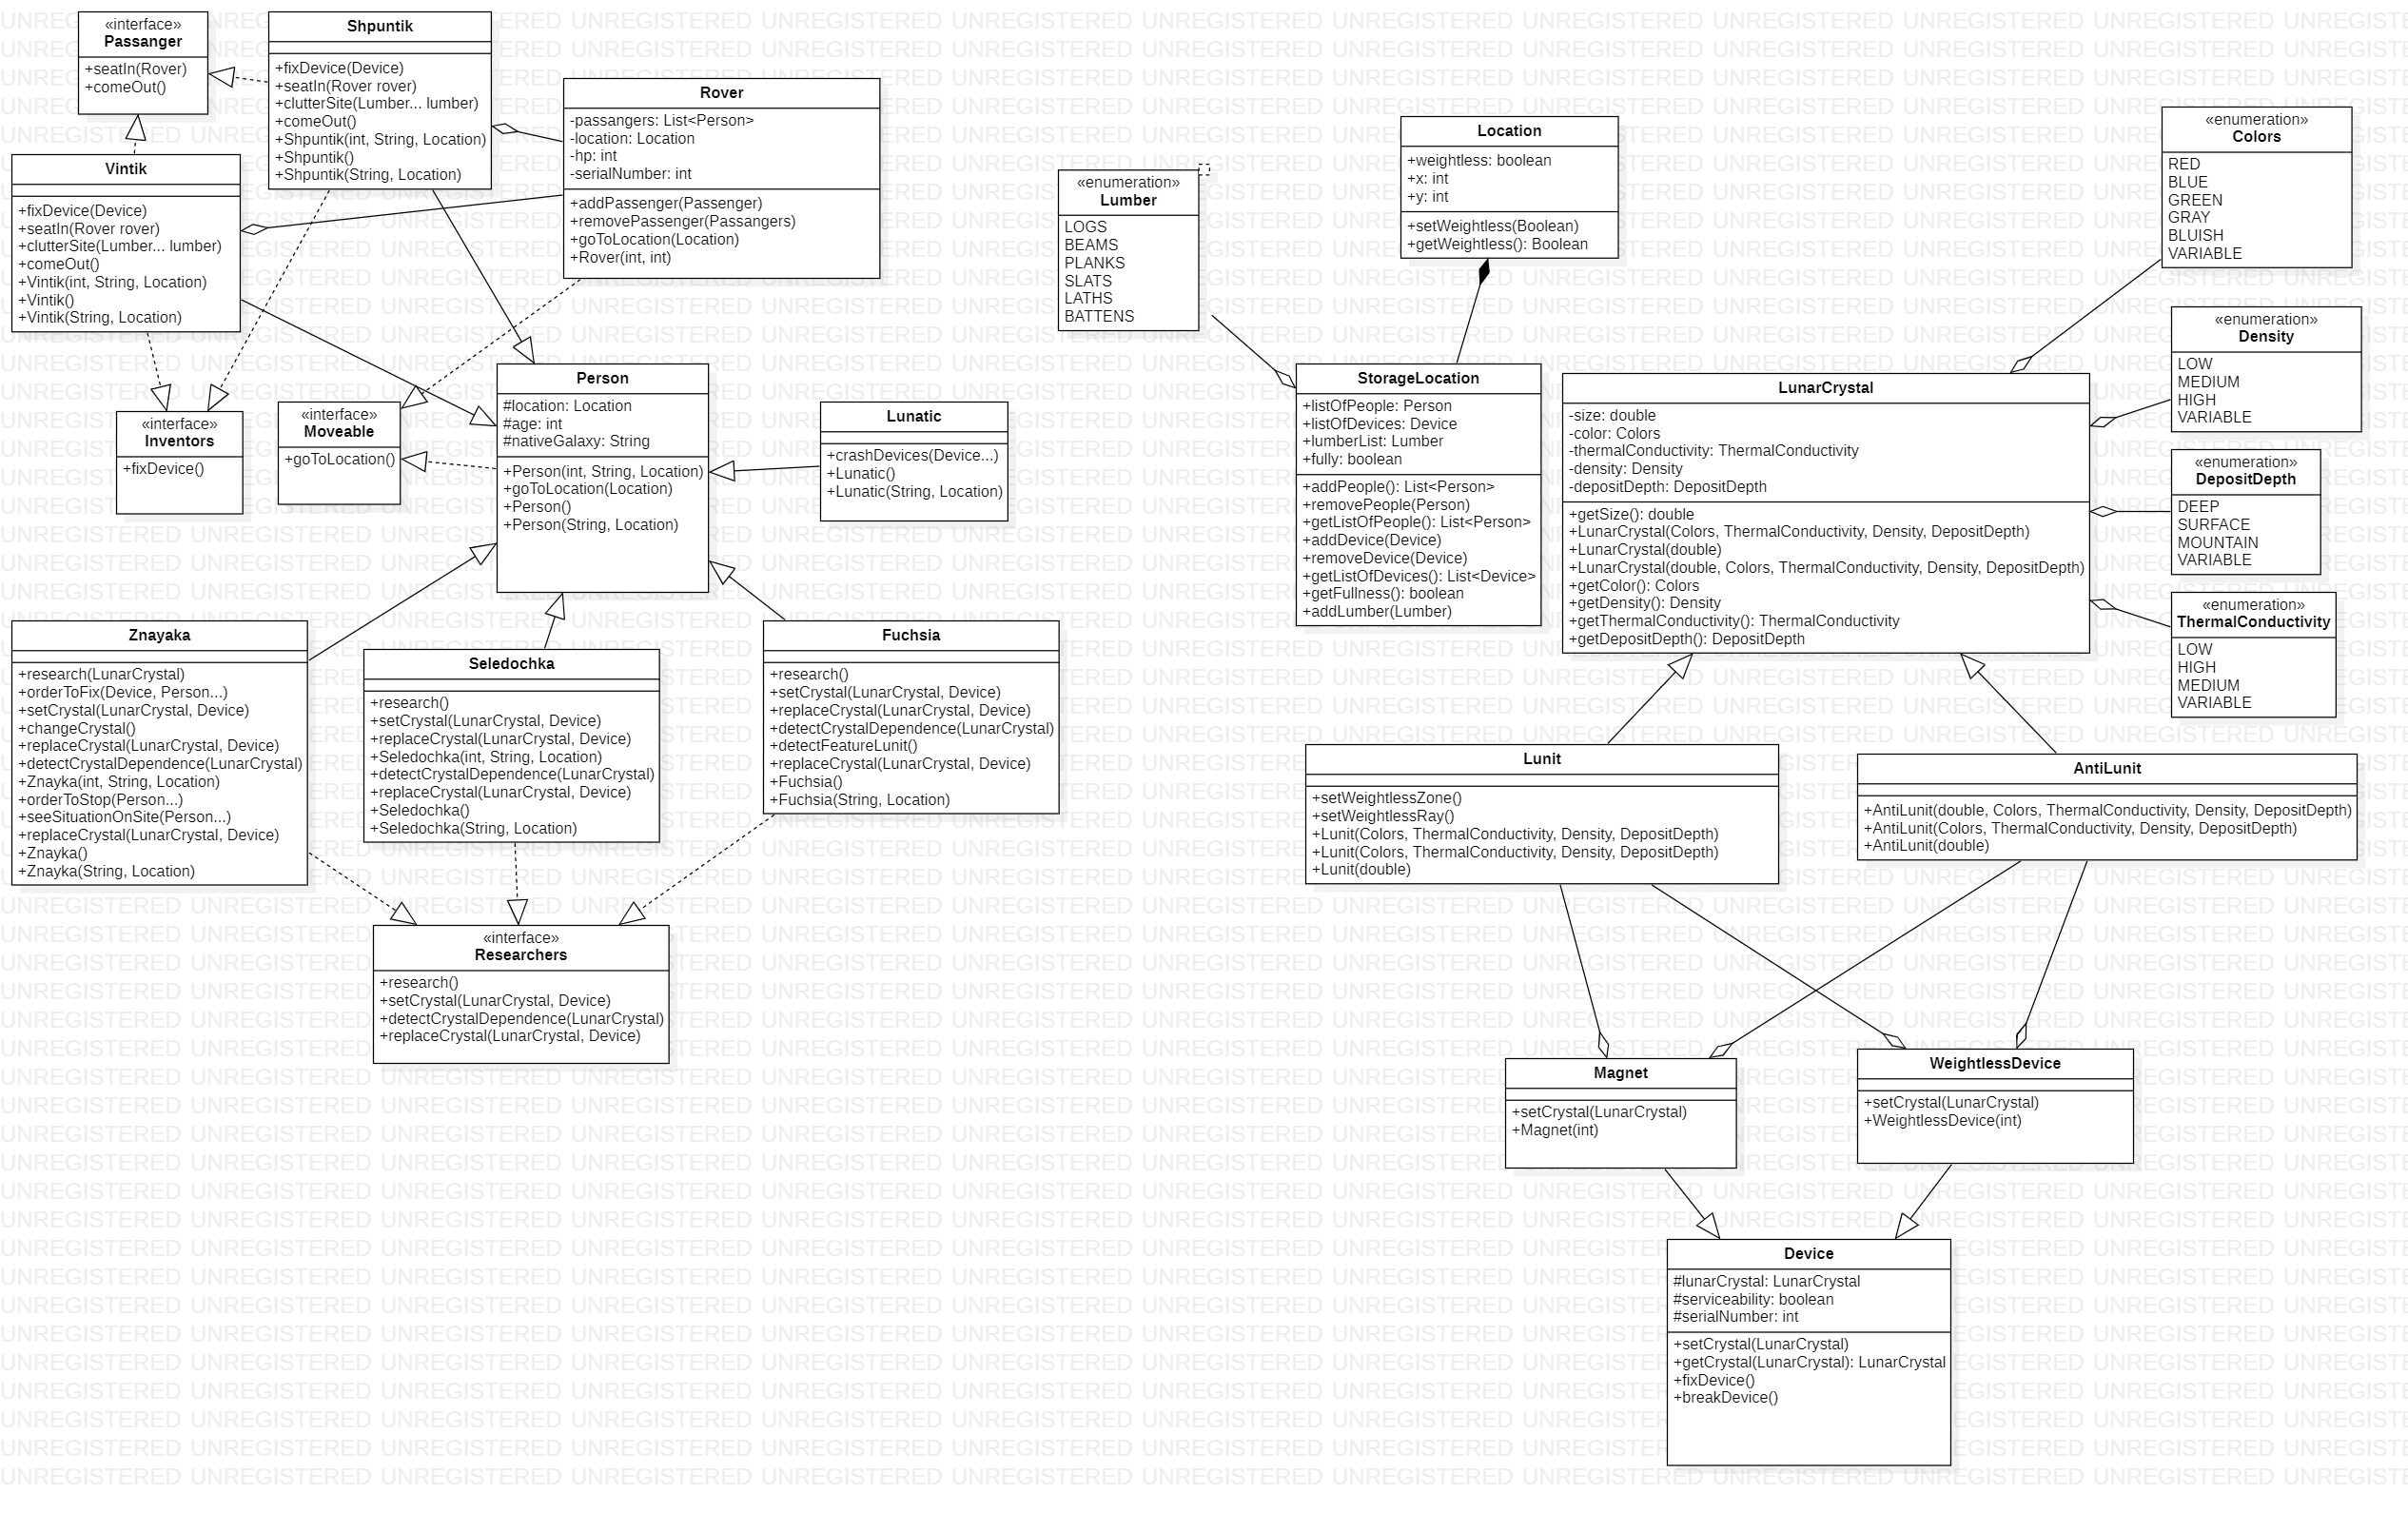 «interface»
Passanger
+seatIn(Rover)
+comeOut()
Shpuntik
+fixDevice(Device)
+seatIn(Rover rover)
+clutterSite(Lumber... lumber)
+comeOut()
+Shpuntik(int, String, Location)
+Shpuntik()
+Shpuntik(String, Location)
Rover
-passangers: List<Person>
-location: Location
-hp: int
-serialNumber: int
+addPassenger(Passenger)
+removePassenger(Passangers)
+goToLocation(Location)
+Rover(int, int)
Vintik
+fixDevice(Device)
+seatIn(Rover rover)
+clutterSite(Lumber... lumber)
+comeOut()
+Vintik(int, String, Location)
+Vintik()
+Vintik(String, Location)
«interface»
Inventors
+fixDevice()
«interface»
Moveable
+goToLocation()
Person
#location: Location
#age: int
#nativeGalaxy: String
+Person(int, String, Location)
+goToLocation(Location)
+Person()
+Person(String, Location)
Lunatic
+crashDevices(Device...)
+Lunatic()
+Lunatic(String, Location)
Znayaka
+research(LunarCrystal)
+orderToFix(Device, Person...)
+setCrystal(LunarCrystal, Device)
+changeCrystal()
+replaceCrystal(LunarCrystal, Device)
+detectCrystalDependence(LunarCrystal)
+Znayka(int, String, Location)
+orderToStop(Person...)
+seeSituationOnSite(Person...)
+replaceCrystal(LunarCrystal, Device)
+Znayka()
+Znayka(String, Location)
Seledochka
+research()
+setCrystal(LunarCrystal, Device)
+replaceCrystal(LunarCrystal, Device)
+Seledochka(int, String, Location)
+detectCrystalDependence(LunarCrystal)
+replaceCrystal(LunarCrystal, Device)
+Seledochka()
+Seledochka(String, Location)
Fuchsia
+research()
+setCrystal(LunarCrystal, Device)
+replaceCrystal(LunarCrystal, Device)
+detectCrystalDependence(LunarCrystal)
+detectFeatureLunit()
+replaceCrystal(LunarCrystal, Device)
+Fuchsia()
+Fuchsia(String, Location)
«interface»
Researchers
+research()
+setCrystal(LunarCrystal, Device)
+detectCrystalDependence(LunarCrystal)
+replaceCrystal(LunarCrystal, Device)
«enumeration»
Lumber
LOGS
BEAMS
PLANKS
SLATS
LATHS
BATTENS
Location
+weightless: boolean
+x: int
+y: int
+setWeightless(Boolean)
+getWeightless(): Boolean
StorageLocation
+listOfPeople: Person
+listOfDevices: Device
+lumberList: Lumber
+fully: boolean
+addPeople(): List<Person>
+removePeople(Person)
+getListOfPeople(): List<Person>
+addDevice(Device)
+removeDevice(Device)
+getListOfDevices(): List<Device>
+getFullness(): boolean
+addLumber(Lumber)
LunarCrystal
-size: double
-color: Colors
-thermalConductivity: ThermalConductivity
-density: Density
-depositDepth: DepositDepth
+getSize(): double
+LunarCrystal(Colors, ThermalConductivity, Density, DepositDepth)
+LunarCrystal(double)
+LunarCrystal(double, Colors, ThermalConductivity, Density, DepositDepth)
+getColor(): Colors
+getDensity(): Density
+getThermalConductivity(): ThermalConductivity
+getDepositDepth(): DepositDepth
«enumeration»
Colors
RED
BLUE
GREEN
GRAY
BLUISH
VARIABLE
«enumeration»
Density
LOW
MEDIUM
HIGH
VARIABLE
«enumeration»
DepositDepth
DEEP
SURFACE
MOUNTAIN
VARIABLE
«enumeration»
ThermalConductivity
LOW
HIGH
MEDIUM
VARIABLE
Lunit
+setWeightlessZone()
+setWeightlessRay()
+Lunit(Colors, ThermalConductivity, Density, DepositDepth)
+Lunit(Colors, ThermalConductivity, Density, DepositDepth)
+Lunit(double)
AntiLunit
+AntiLunit(double, Colors, ThermalConductivity, Density, DepositDepth)
+AntiLunit(Colors, ThermalConductivity, Density, DepositDepth)
+AntiLunit(double)
Magnet
+setCrystal(LunarCrystal)
+Magnet(int)
WeightlessDevice
+setCrystal(LunarCrystal)
+WeightlessDevice(int)
Device
#lunarCrystal: LunarCrystal
#serviceability: boolean
#serialNumber: int
+setCrystal(LunarCrystal)
+getCrystal(LunarCrystal): LunarCrystal
+fixDevice()
+breakDevice()
UNREGISTERED